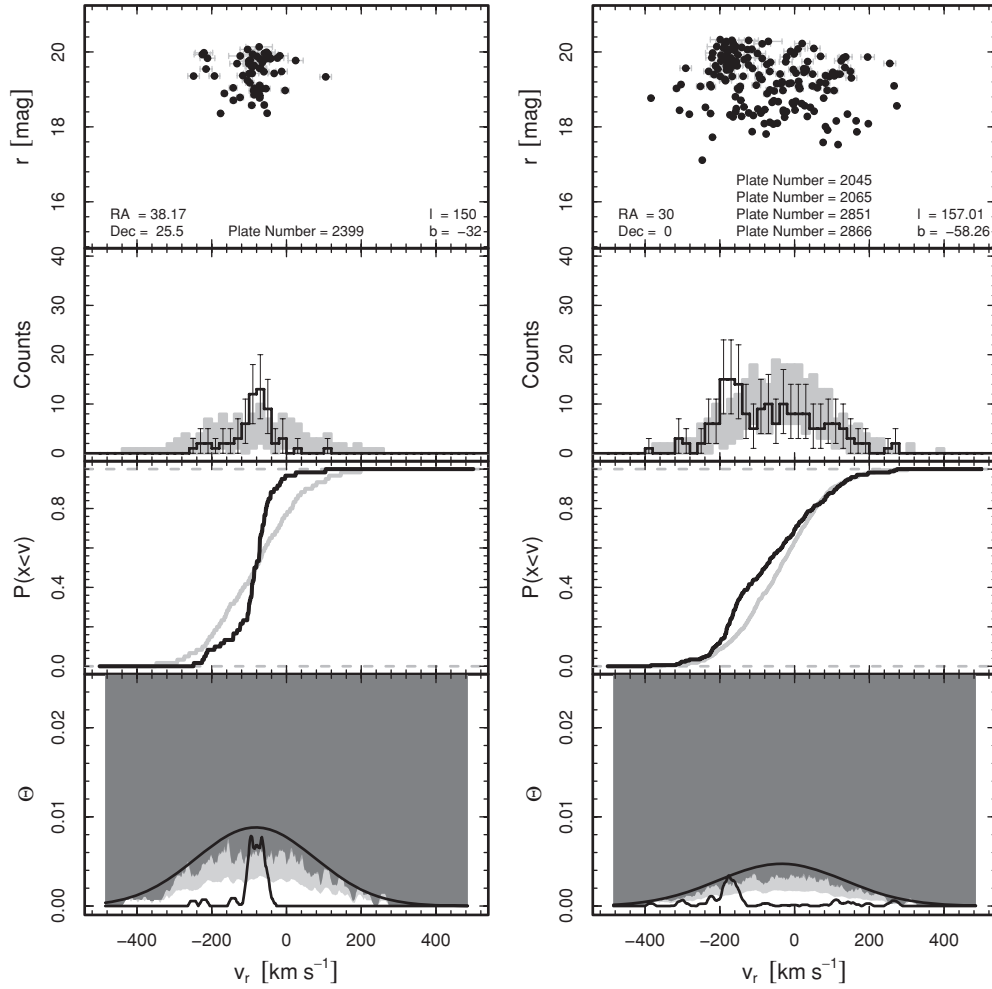 r [mag]
20
18
16
RA = 38.17
Dec = 25.5
Plate Number = 2399
l = 150
b = −32
Counts
40
30
20
10
0
P(x<v)
0.8
0.4
0.0
Θ
0.02
0.01
0.00
−400 −200 0 200 400
vr [km s−1]
r [mag]
20
18
16
Plate Number = 2045
Plate Number = 2065
RA = 30
Plate Number = 2851
l = 157.01
Dec = 0
Plate Number = 2866
b = −58.26
Counts
40
30
20
10
0
P(x<v)
0.8
0.4
0.0
Θ
0.02
0.01
0.00
−400 −200 0 200 400
vr [km s−1]